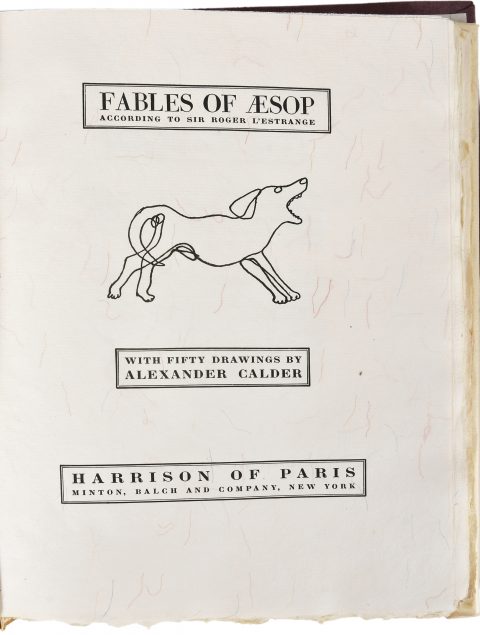 FABLES OF ÆSOP
ACCORDING TO SIR ROGER L'ESTRANGE
WITH FIFTY DRAWINGS BY
ALEXANDER CALDER
HARRISON OF PARIS
MINTON, BALCH AND COMPANY, NEW YORK